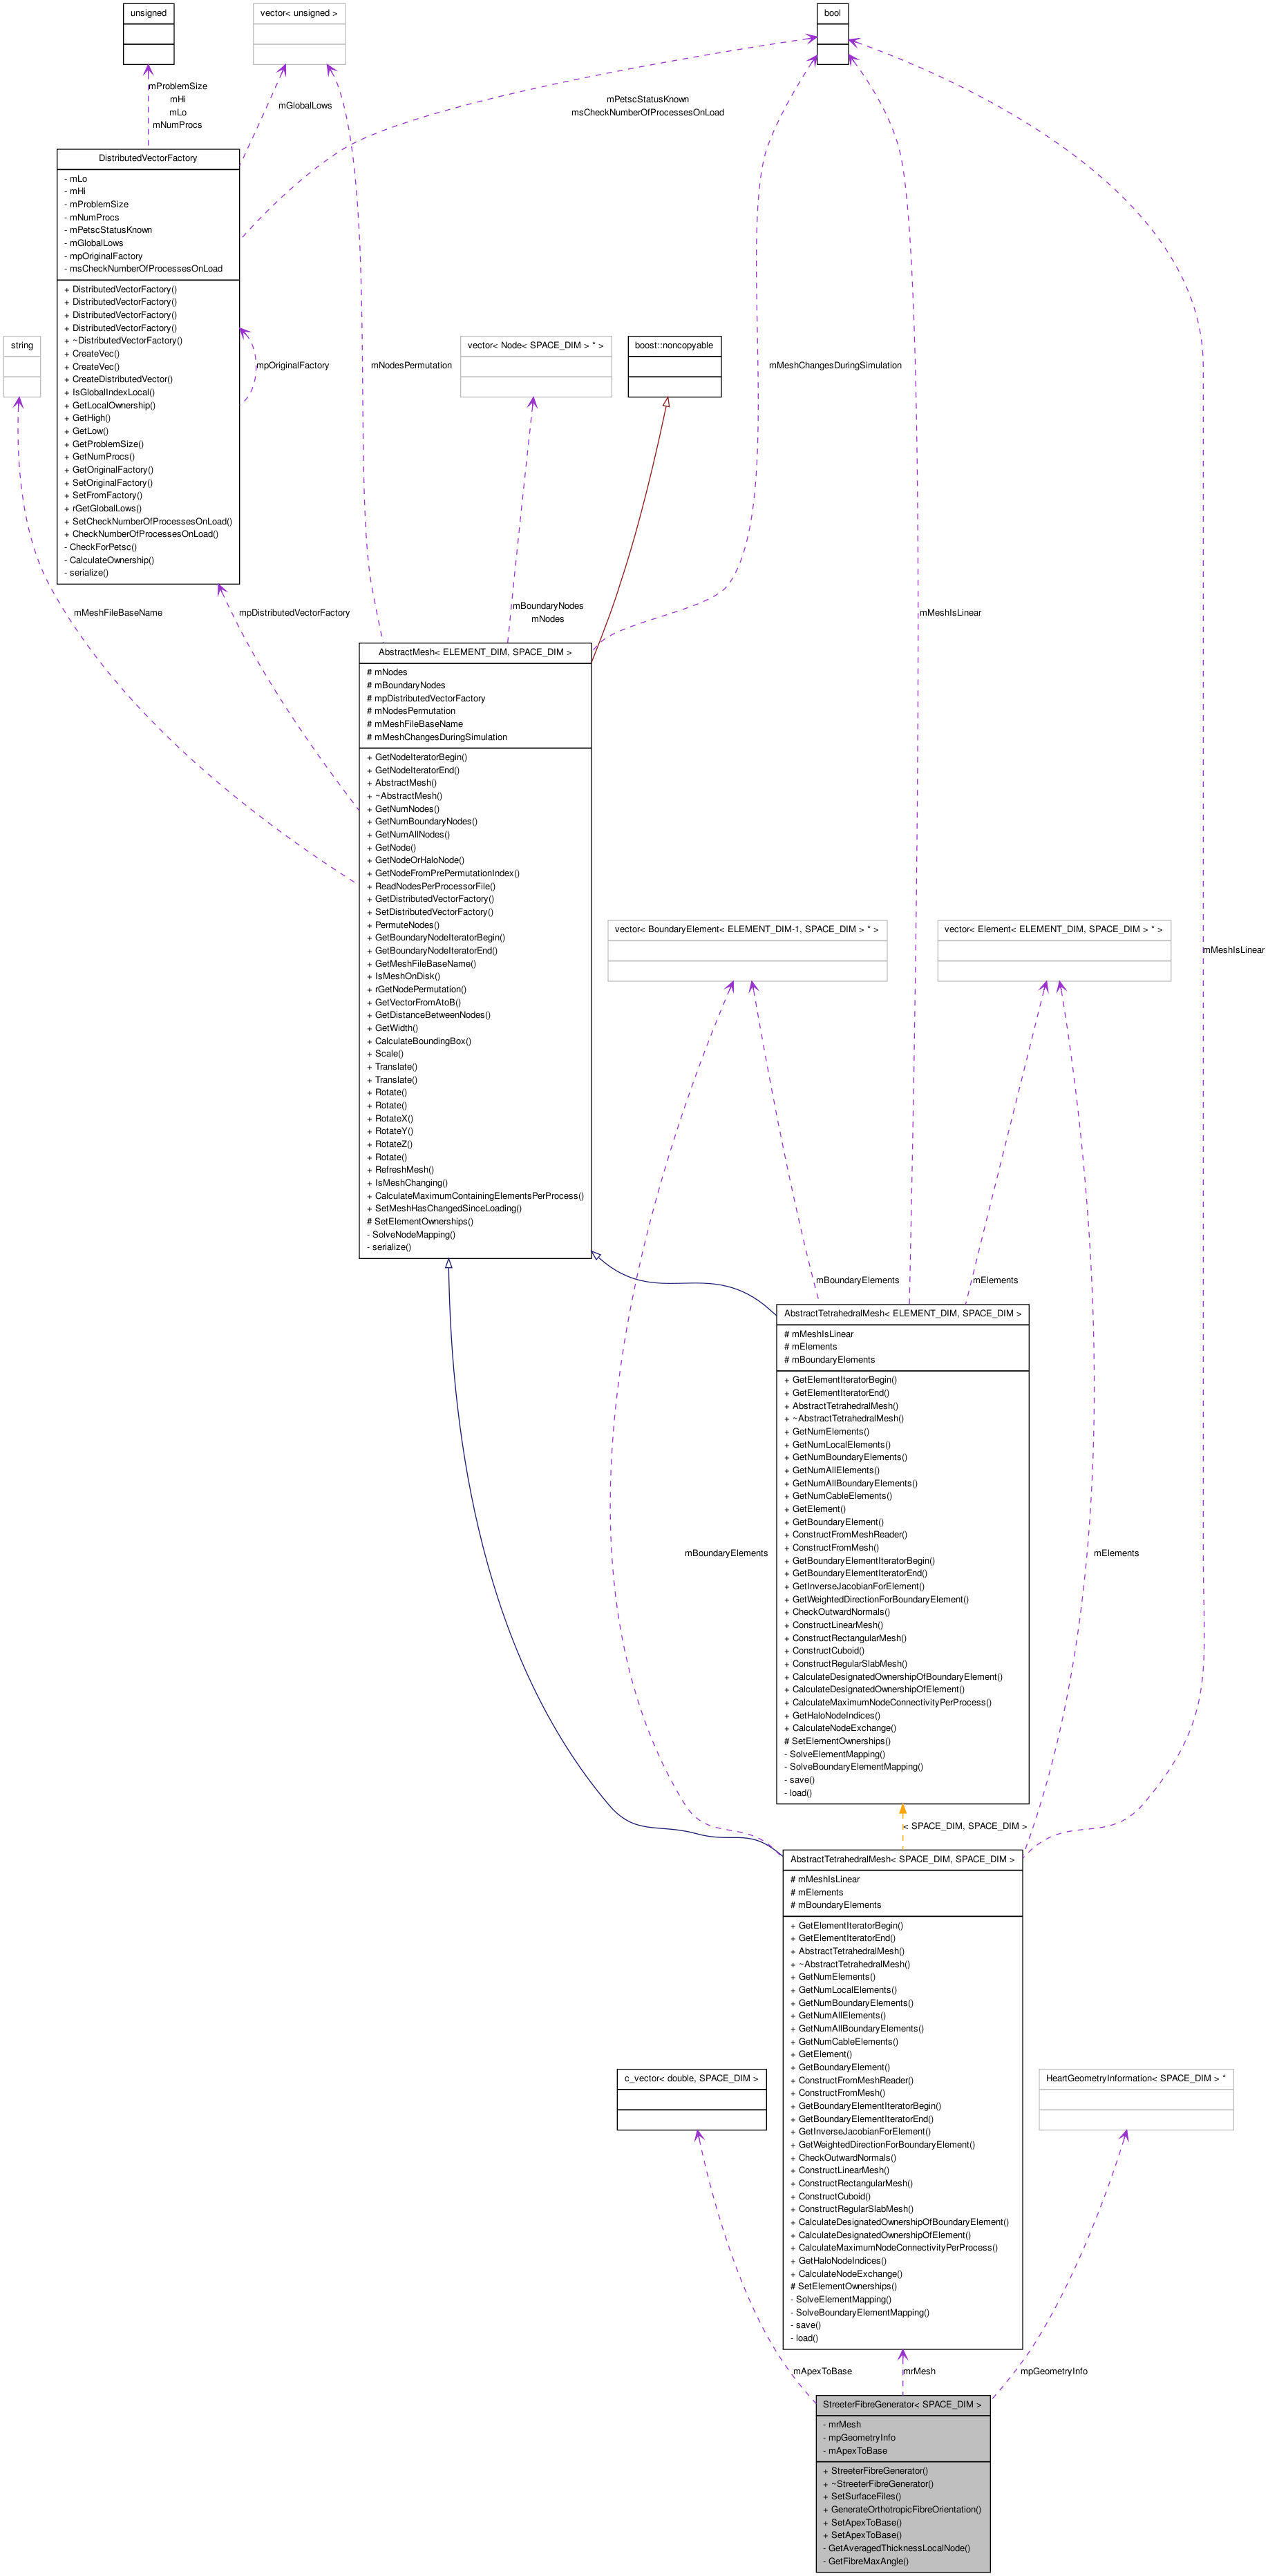 unsigned
vector< unsigned >
bool
mProblemSize
mHi
mLo
mNumProcs
mGlobalLows
mPetscStatusKnown
msCheckNumberOfProcessesOnLoad
DistributedVectorFactory
- mLo
- mHi
- mProblemSize
- mNumProcs
- mPetscStatusKnown
- mGlobalLows
- mpOriginalFactory
- msCheckNumberOfProcessesOnLoad
+ DistributedVectorFactory()
+ DistributedVectorFactory()
+ DistributedVectorFactory()
+ DistributedVectorFactory()
+ ~DistributedVectorFactory()
+ CreateVec()
+ CreateVec()
+ CreateDistributedVector()
+ IsGlobalIndexLocal()
+ GetLocalOwnership()
+ GetHigh()
+ GetLow()
+ GetProblemSize()
+ GetNumProcs()
+ GetOriginalFactory()
+ SetOriginalFactory()
+ SetFromFactory()
+ rGetGlobalLows()
+ SetCheckNumberOfProcessesOnLoad()
+ CheckNumberOfProcessesOnLoad()
- CheckForPetsc()
- CalculateOwnership()
- serialize()
string
mpOriginalFactory
mNodesPermutation
vector< Node< SPACE_DIM > * >
boost::noncopyable
mMeshChangesDuringSimulation
mMeshFileBaseName
mpDistributedVectorFactory
mBoundaryNodes
mNodes
mMeshIsLinear
AbstractMesh< ELEMENT_DIM, SPACE_DIM >
# mNodes
# mBoundaryNodes
# mpDistributedVectorFactory
# mNodesPermutation
# mMeshFileBaseName
# mMeshChangesDuringSimulation
+ GetNodeIteratorBegin()
+ GetNodeIteratorEnd()
+ AbstractMesh()
+ ~AbstractMesh()
+ GetNumNodes()
+ GetNumBoundaryNodes()
+ GetNumAllNodes()
+ GetNode()
+ GetNodeOrHaloNode()
+ GetNodeFromPrePermutationIndex()
+ ReadNodesPerProcessorFile()
+ GetDistributedVectorFactory()
+ SetDistributedVectorFactory()
+ PermuteNodes()
+ GetBoundaryNodeIteratorBegin()
+ GetBoundaryNodeIteratorEnd()
+ GetMeshFileBaseName()
+ IsMeshOnDisk()
+ rGetNodePermutation()
+ GetVectorFromAtoB()
+ GetDistanceBetweenNodes()
+ GetWidth()
+ CalculateBoundingBox()
+ Scale()
+ Translate()
+ Translate()
+ Rotate()
+ Rotate()
+ RotateX()
+ RotateY()
+ RotateZ()
+ Rotate()
+ RefreshMesh()
+ IsMeshChanging()
+ CalculateMaximumContainingElementsPerProcess()
+ SetMeshHasChangedSinceLoading()
# SetElementOwnerships()
- SolveNodeMapping()
- serialize()
vector< BoundaryElement< ELEMENT_DIM-1, SPACE_DIM > * >
vector< Element< ELEMENT_DIM, SPACE_DIM > * >
mMeshIsLinear
mBoundaryElements
mElements
AbstractTetrahedralMesh< ELEMENT_DIM, SPACE_DIM >
# mMeshIsLinear
# mElements
# mBoundaryElements
+ GetElementIteratorBegin()
+ GetElementIteratorEnd()
+ AbstractTetrahedralMesh()
+ ~AbstractTetrahedralMesh()
+ GetNumElements()
+ GetNumLocalElements()
+ GetNumBoundaryElements()
+ GetNumAllElements()
+ GetNumAllBoundaryElements()
+ GetNumCableElements()
+ GetElement()
+ GetBoundaryElement()
+ ConstructFromMeshReader()
+ ConstructFromMesh()
+ GetBoundaryElementIteratorBegin()
+ GetBoundaryElementIteratorEnd()
+ GetInverseJacobianForElement()
+ GetWeightedDirectionForBoundaryElement()
+ CheckOutwardNormals()
+ ConstructLinearMesh()
+ ConstructRectangularMesh()
+ ConstructCuboid()
+ ConstructRegularSlabMesh()
+ CalculateDesignatedOwnershipOfBoundaryElement()
+ CalculateDesignatedOwnershipOfElement()
+ CalculateMaximumNodeConnectivityPerProcess()
+ GetHaloNodeIndices()
+ CalculateNodeExchange()
# SetElementOwnerships()
- SolveElementMapping()
- SolveBoundaryElementMapping()
- save()
- load()
mBoundaryElements
mElements
< SPACE_DIM, SPACE_DIM >
AbstractTetrahedralMesh< SPACE_DIM, SPACE_DIM >
# mMeshIsLinear
# mElements
# mBoundaryElements
+ GetElementIteratorBegin()
+ GetElementIteratorEnd()
+ AbstractTetrahedralMesh()
+ ~AbstractTetrahedralMesh()
+ GetNumElements()
+ GetNumLocalElements()
+ GetNumBoundaryElements()
+ GetNumAllElements()
+ GetNumAllBoundaryElements()
+ GetNumCableElements()
+ GetElement()
+ GetBoundaryElement()
+ ConstructFromMeshReader()
+ ConstructFromMesh()
+ GetBoundaryElementIteratorBegin()
+ GetBoundaryElementIteratorEnd()
+ GetInverseJacobianForElement()
+ GetWeightedDirectionForBoundaryElement()
+ CheckOutwardNormals()
+ ConstructLinearMesh()
+ ConstructRectangularMesh()
+ ConstructCuboid()
+ ConstructRegularSlabMesh()
+ CalculateDesignatedOwnershipOfBoundaryElement()
+ CalculateDesignatedOwnershipOfElement()
+ CalculateMaximumNodeConnectivityPerProcess()
+ GetHaloNodeIndices()
+ CalculateNodeExchange()
# SetElementOwnerships()
- SolveElementMapping()
- SolveBoundaryElementMapping()
- save()
- load()
c_vector< double, SPACE_DIM >
HeartGeometryInformation< SPACE_DIM > *
mApexToBase
mrMesh
mpGeometryInfo
StreeterFibreGenerator< SPACE_DIM >
- mrMesh
- mpGeometryInfo
- mApexToBase
+ StreeterFibreGenerator()
+ ~StreeterFibreGenerator()
+ SetSurfaceFiles()
+ GenerateOrthotropicFibreOrientation()
+ SetApexToBase()
+ SetApexToBase()
- GetAveragedThicknessLocalNode()
- GetFibreMaxAngle()